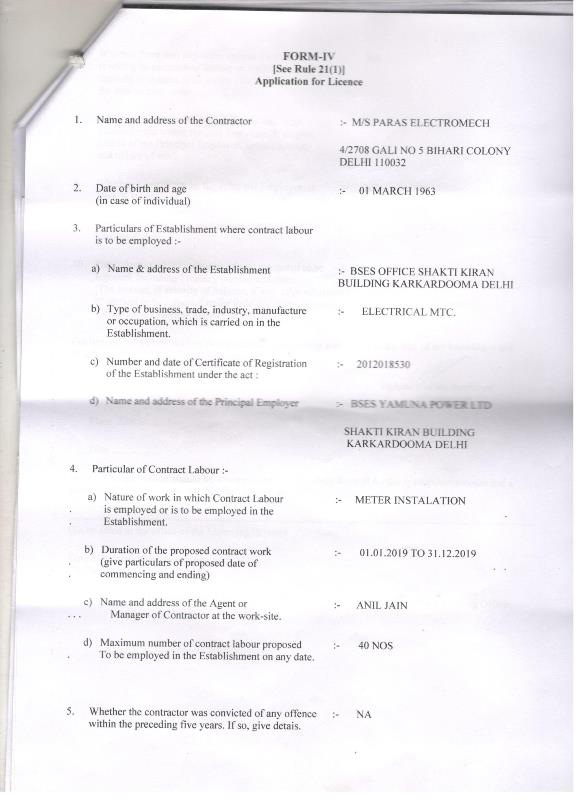 FORM-IV
[See Rule 21(1)]
Application for Licence
1. Name and address of the Contractor :- M/S PARAS ELECTROMECH
4/2708 GALI NO 5 BIHARI COLONY
DELHI 110032
2. Date of birth and age :- 01 MARCH 1963
(in case of individual)
3. Particulars of Establishment where contract labour
is to be employed :-
a) Name & address of the Establishment :- BSES OFFICE SHAKTI KIRAN
BUILDING KARKARDOOMA DELHI
b) Type of business, trade, industry, manufacture :- ELECTRICAL MTC.
or occupation, which is carried on in the
Establishment.
c) Number and date of Certificate of Registration :- 2012018530
of the Establishment under the act :
d) Name and address of the Principal Employer :- BSES YAMUNA POWER LTD
SHAKTI KIRAN BUILDING
KARKARDOOMA DELHI
4. Particular of Contract Labour :-
a) Nature of work in which Contract Labour :- METER INSTALATION
is employed or is to be employed in the
Establishment.
b) Duration of the proposed contract work :- 01.01.2019 TO 31.12.2019
(give particulars of proposed date of
commencing and ending)
c) Name and address of the Agent or :- ANIL JAIN
Manager of Contractor at the work-site.
d) Maximum number of contract labour proposed :- 40 NOS
To be employed in the Establishment on any date.
5. Whether the contractor was convicted of any offence :- NA
within the preceding five years. If so, give detais.